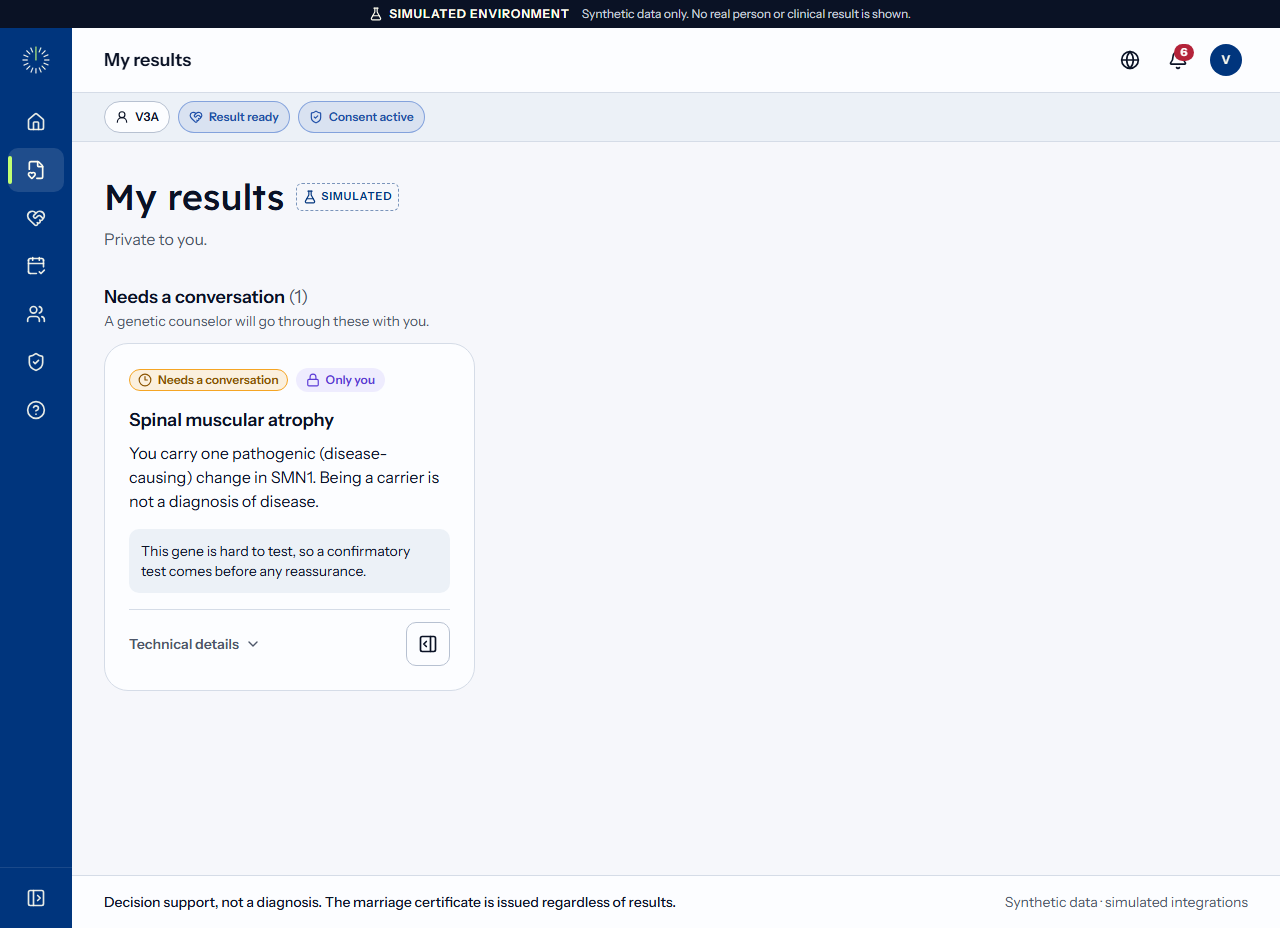 SIMULATED ENVIRONMENT Synthetic data only. No real person or clinical result is shown.
My results
6
V
V3A
Result ready
Consent active
My results
SIMULATED
Private to you.
Needs a conversation (1)
A genetic counselor will go through these with you.
Needs a conversation
Only you
Spinal muscular atrophy
You carry one pathogenic (disease-
causing) change in SMN1. Being a carrier is
not a diagnosis of disease.
This gene is hard to test, so a confirmatory
test comes before any reassurance.
Technical details
Decision support, not a diagnosis. The marriage certificate is issued regardless of results.
Synthetic data · simulated integrations